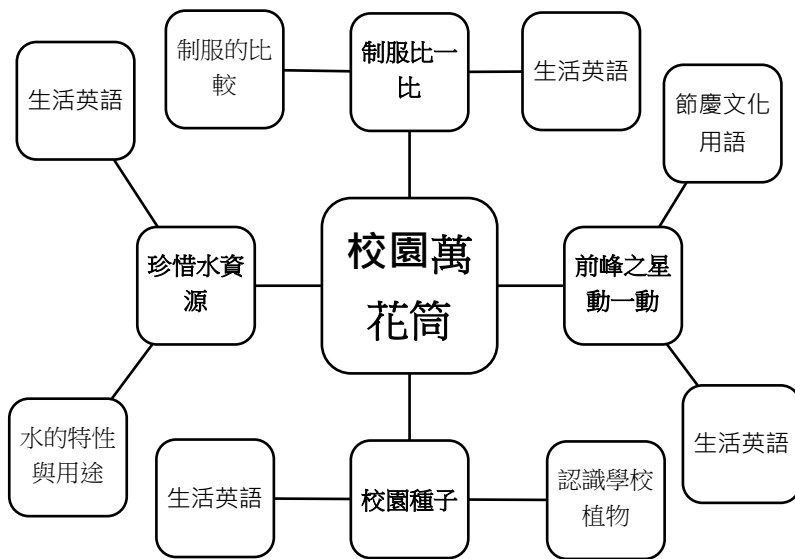 制服的比
較
制服比一
比
生活英語
生活英語
節慶文化
用語
珍惜水資
源
校園萬
花筒
前峰之星
動一動
水的特性
與用途
生活英語
校園種子
認識學校
植物
生活英語